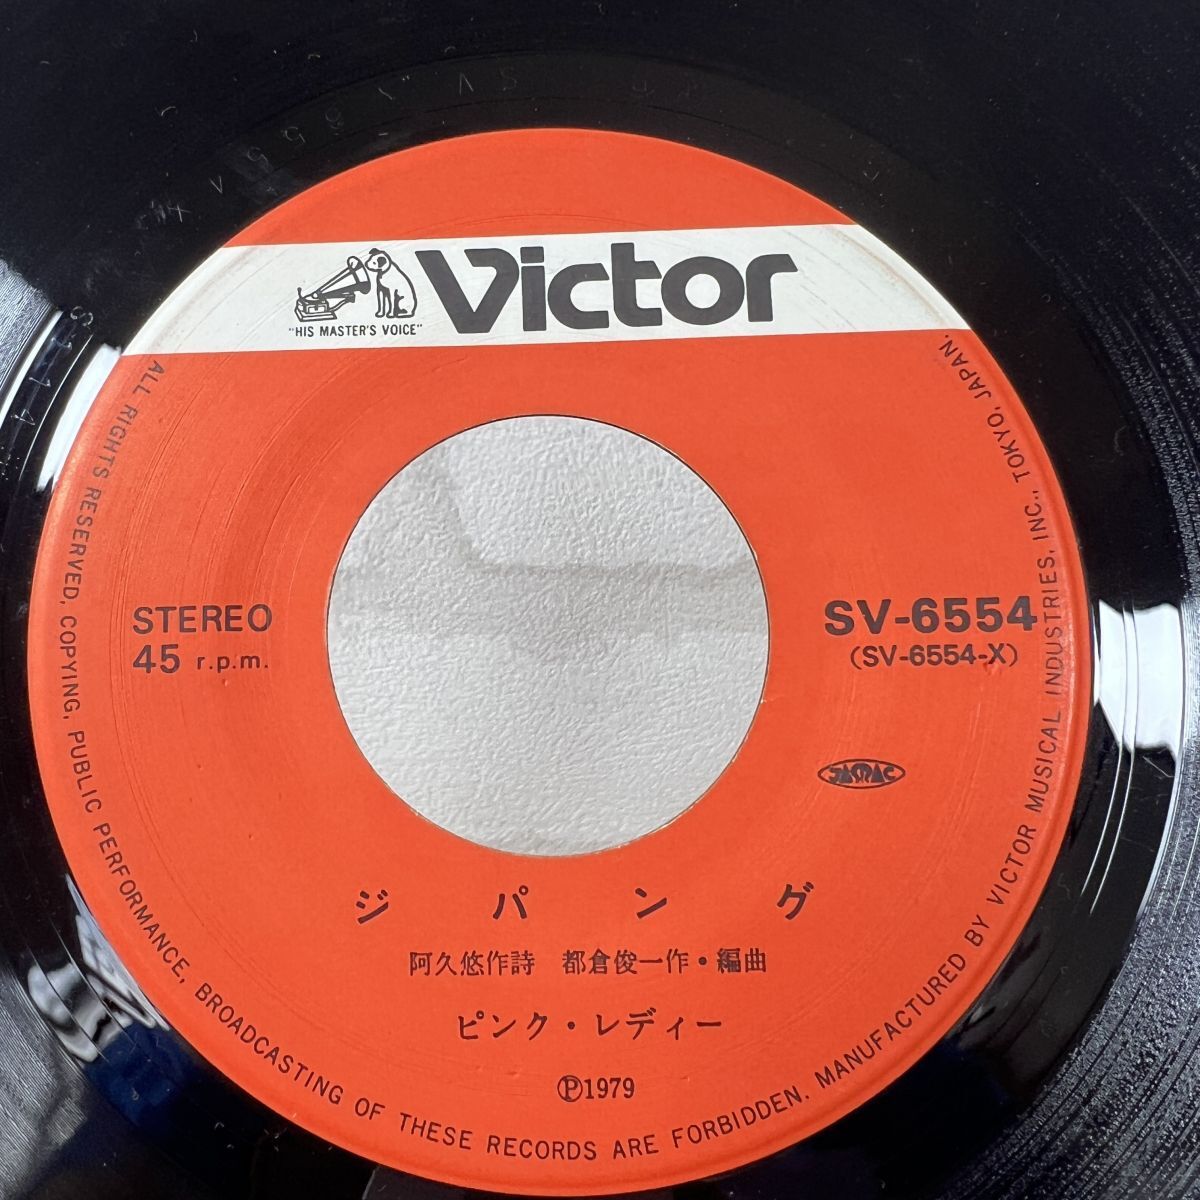 Victor
"HIS MASTER'S VOICE"
STEREO
45 r.p.m.
SV-6554
(SV-6554-X)
JASRAC
ジパング
阿久悠作詩 都倉俊一作・編曲
ピンク・レディー
Ⓟ1979
ALL RIGHTS RESERVED. COPYING, PUBLIC PERFORMANCE, BROADCASTING OF THESE RECORDS ARE FORBIDDEN. MANUFACTURED BY VICTOR MUSICAL INDUSTRIES, INC., TOKYO, JAPAN.